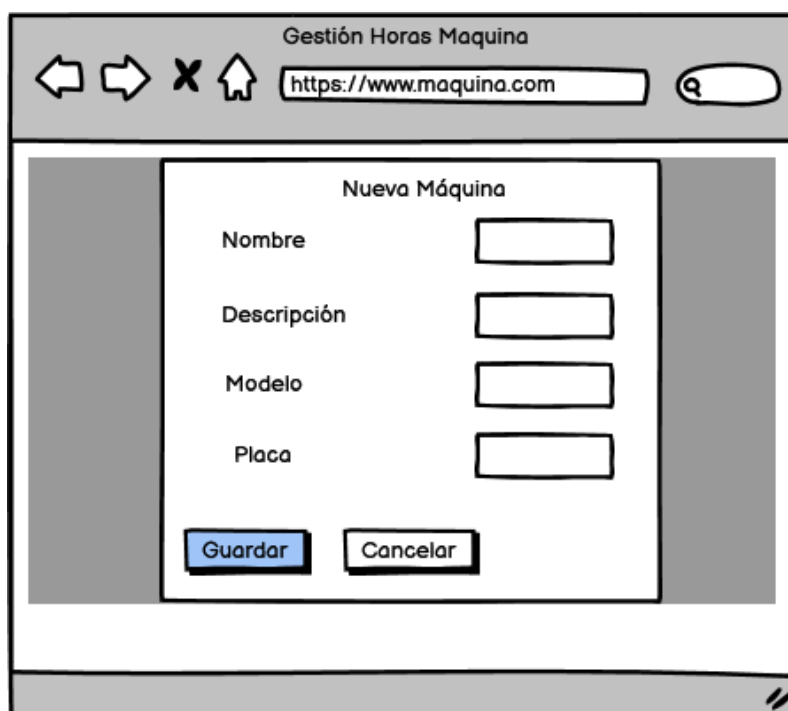 Gestión Horas Maquina
https://www.maquina.com
Nueva Máquina
Nombre
Descripción
Modelo
Placa
Guardar Cancelar